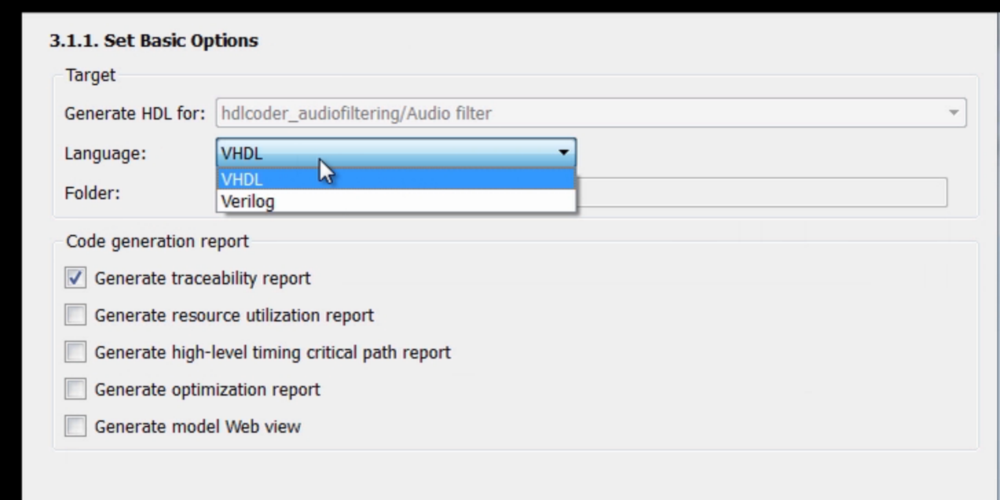 3.1.1. Set Basic Options
Target
Generate HDL for: hdlcoder_audiofiltering/Audio filter
Language: VHDL
VHDL
Folder:
Verilog
Code generation report
Generate traceability report
Generate resource utilization report
Generate high-level timing critical path report
Generate optimization report
Generate model Web view